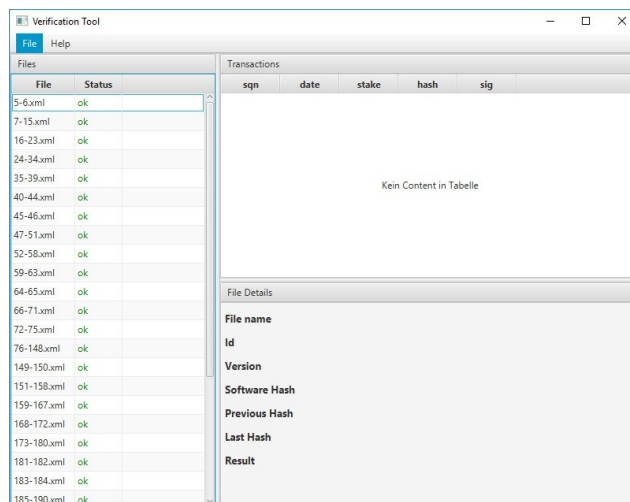 Verification Tool
File Help
Files
File Status
5-6.xml ok
7-15.xml ok
16-23.xml ok
24-34.xml ok
35-39.xml ok
40-44.xml ok
45-46.xml ok
47-51.xml ok
52-58.xml ok
59-63.xml ok
64-65.xml ok
66-71.xml ok
72-75.xml ok
76-148.xml ok
149-150.xml ok
151-158.xml ok
159-167.xml ok
168-172.xml ok
173-180.xml ok
181-182.xml ok
183-184.xml ok
185-190.xml ok
Transactions
sqn date stake hash sig
Kein Content in Tabelle
File Details
File name
Id
Version
Software Hash
Previous Hash
Last Hash
Result